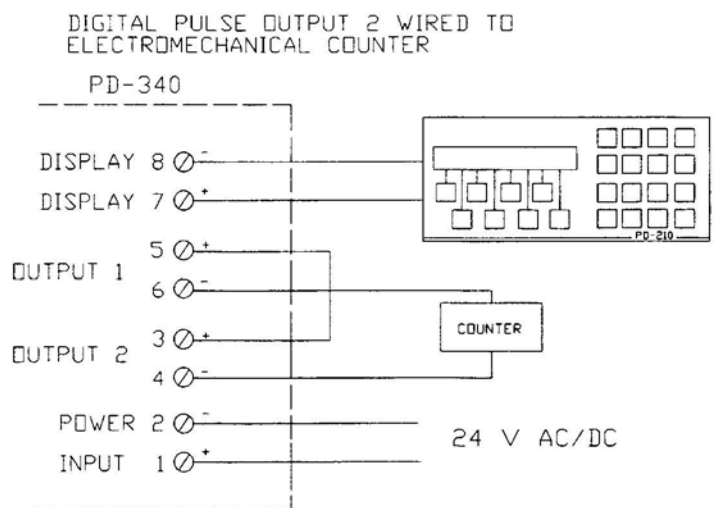 DIGITAL PULSE OUTPUT 2 WIRED TO
ELECTROMECHANICAL COUNTER
PD-340
DISPLAY 8 -
DISPLAY 7 +
PD-210
5 +
OUTPUT 1
6 -
COUNTER
3 +
OUTPUT 2
4 -
POWER 2 -
24 V AC/DC
INPUT 1 +